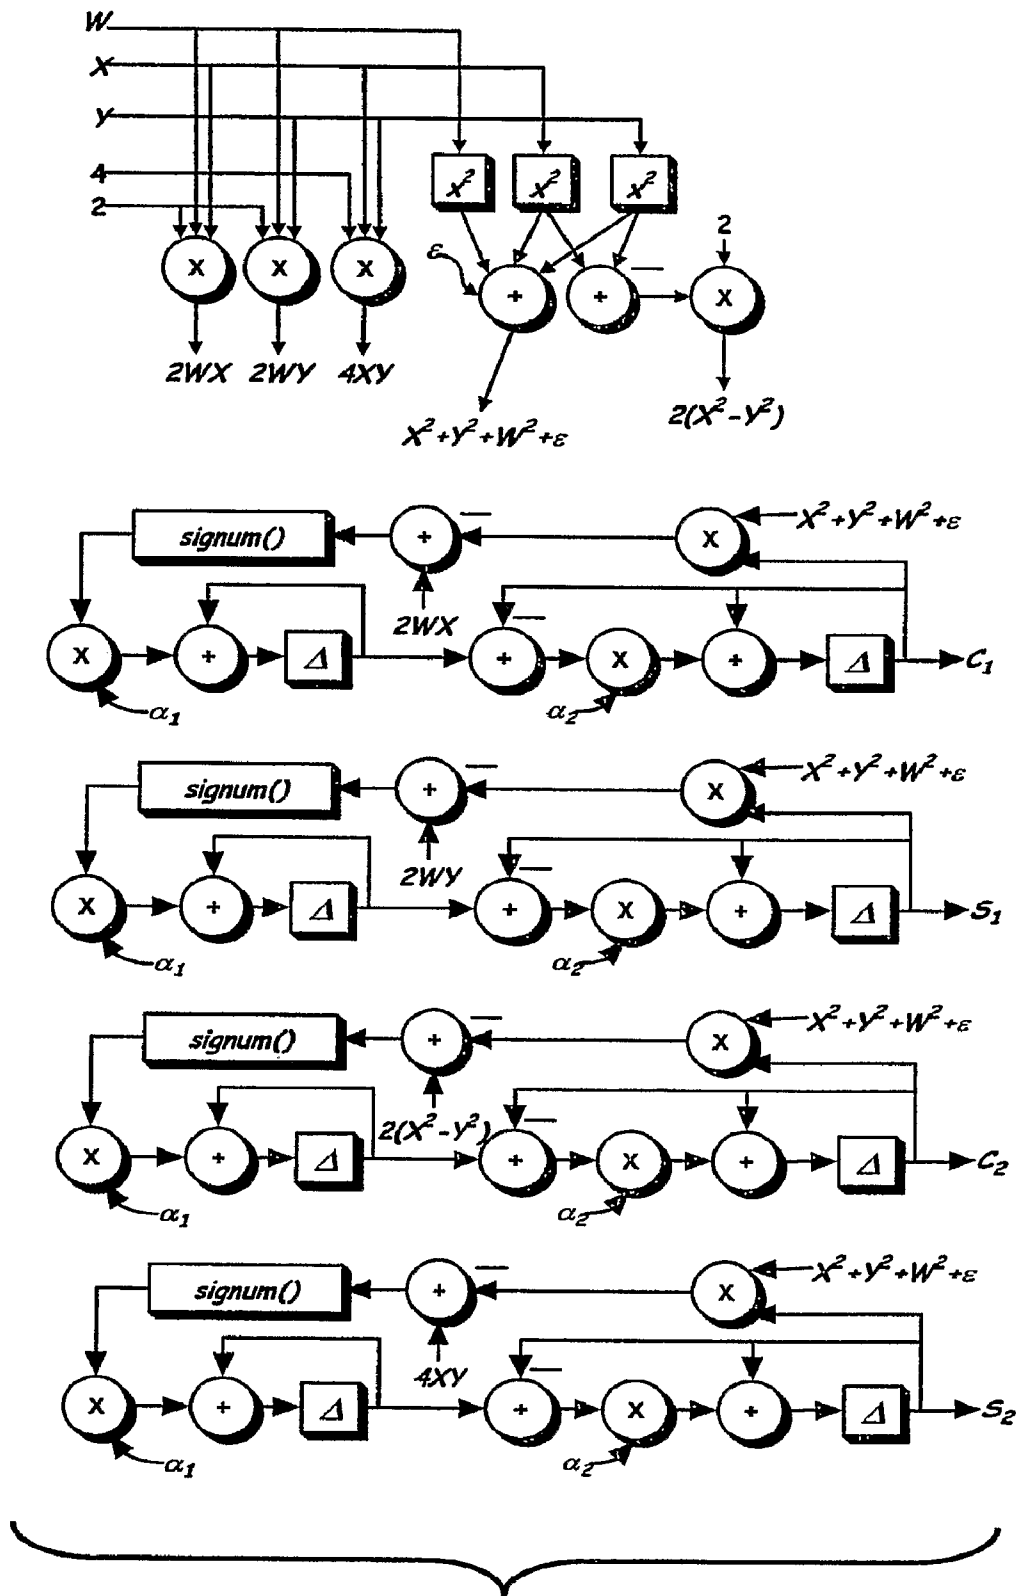 W
X
Y
4
2
x² x² x²
2
ε
X X X + + X
2WX 2WY 4XY
2(X²-Y²)
X²+Y²+W²+ε
signum() + X X²+Y²+W²+ε
2WX
X + Δ + X + Δ C₁
α₁ α₂
signum() + X X²+Y²+W²+ε
2WY
X + Δ + X + Δ S₁
α₁ α₂
signum() + X X²+Y²+W²+ε
2(X²-Y²)
X + Δ + X + Δ C₂
α₁ α₂
signum() + X X²+Y²+W²+ε
4XY
X + Δ + X + Δ S₂
α₁ α₂